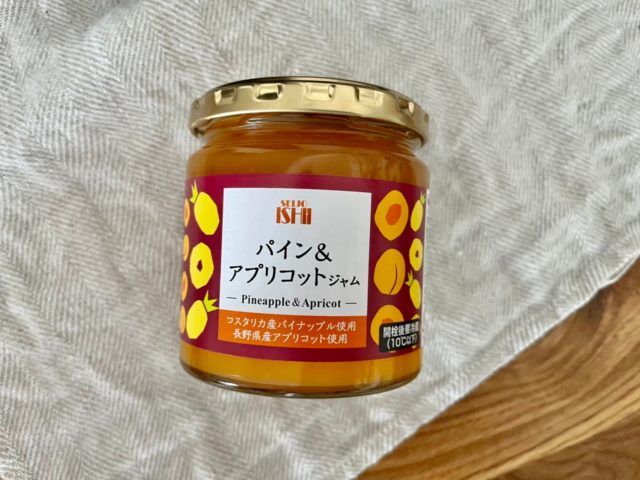 SEIJO
ISHII
パイン&
アプリコットジャム
Pineapple & Apricot
コスタリカ産パイナップル使用
長野県産アプリコット使用
開栓後要冷蔵
(10℃以下)